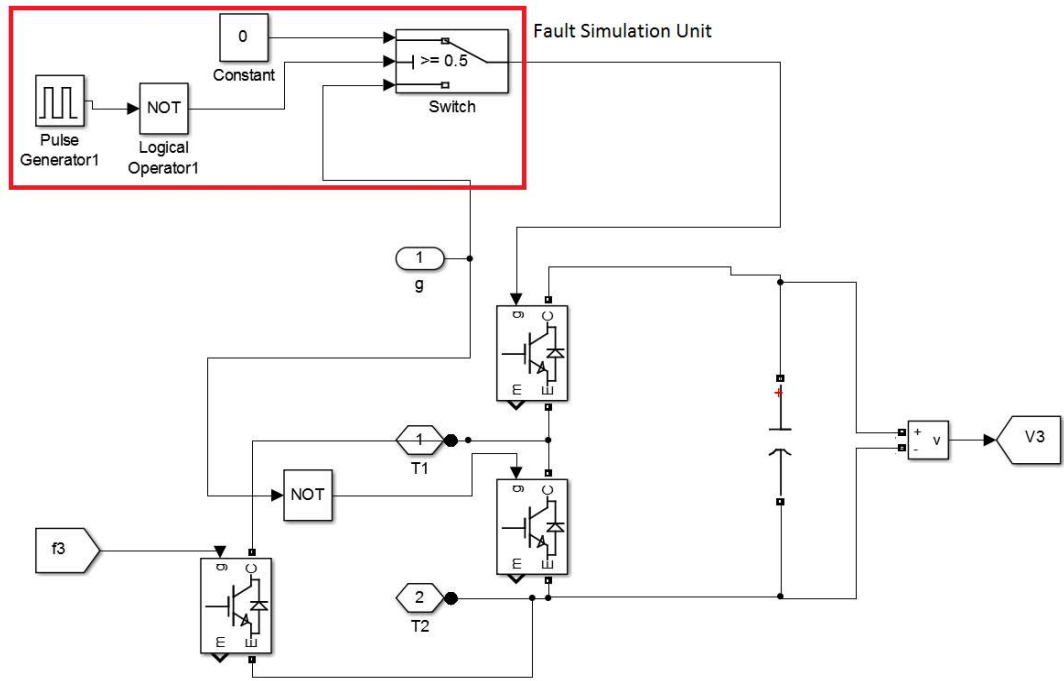 Fault Simulation Unit
0
Constant
>= 0.5
Switch
NOT
Pulse
Generator1
Logical
Operator1
1
g
g
C
m
E
+
1
T1
NOT
g
C
m
E
+
-
v
V3
f3
g
C
m
E
2
T2